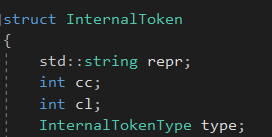 struct InternalToken
{
    std::string repr;
    int cc;
    int cl;
    InternalTokenType type;